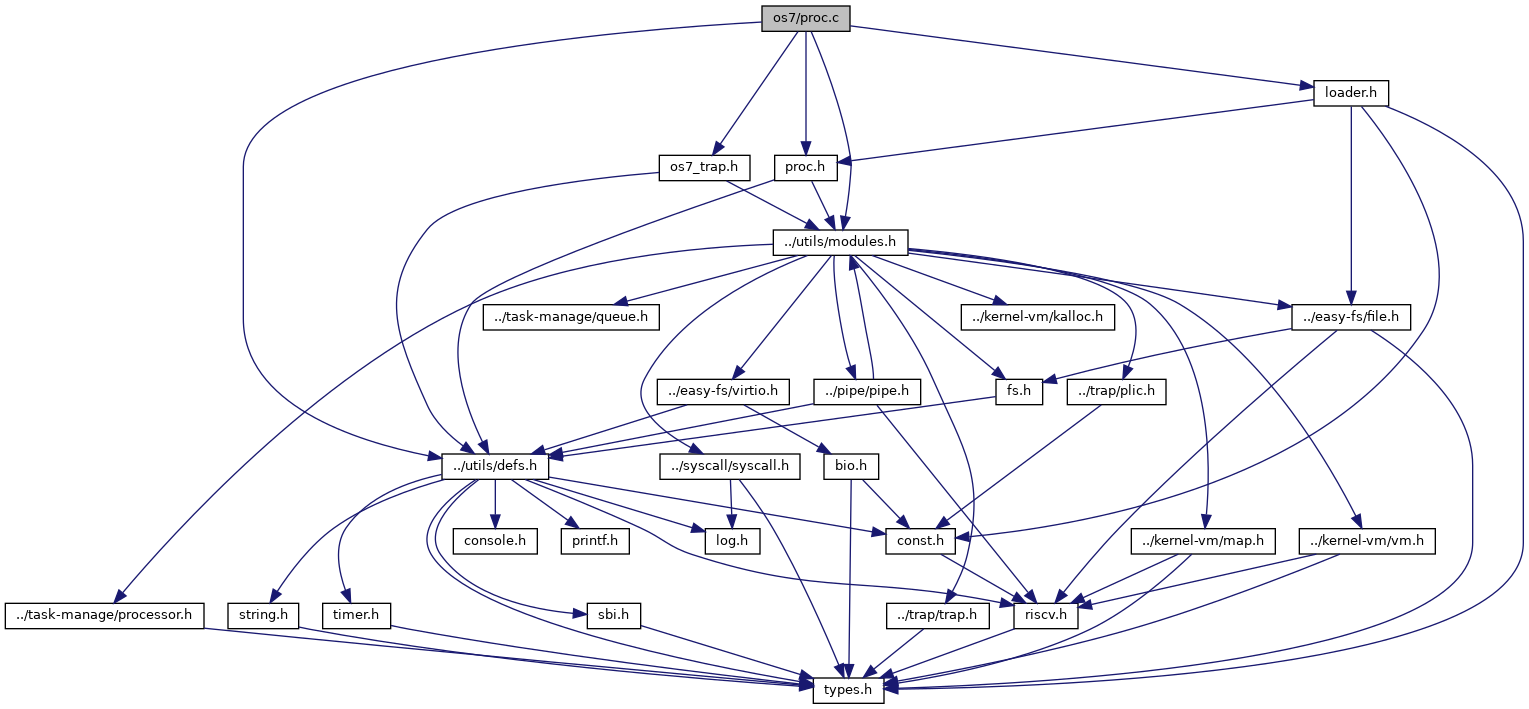 os7/proc.c
loader.h
os7_trap.h
proc.h
../utils/modules.h
../task-manage/queue.h
../kernel-vm/kalloc.h
../easy-fs/file.h
../easy-fs/virtio.h
../pipe/pipe.h
fs.h
../trap/plic.h
../utils/defs.h
../syscall/syscall.h
bio.h
console.h
printf.h
log.h
const.h
../kernel-vm/map.h
../kernel-vm/vm.h
../task-manage/processor.h
string.h
timer.h
sbi.h
../trap/trap.h
riscv.h
types.h